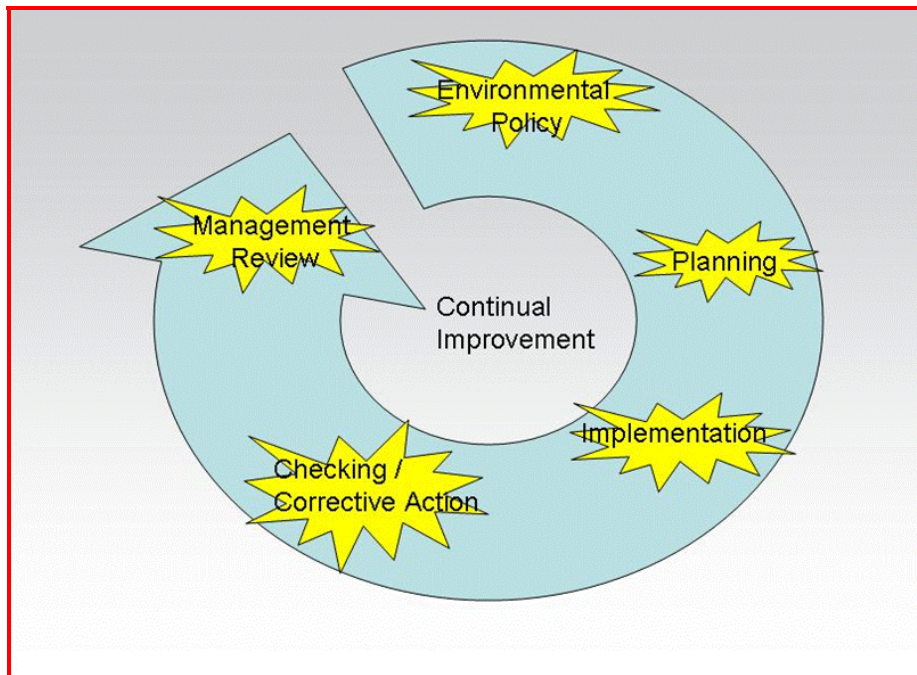 Environmental
Policy
Planning
Implementation
Checking /
Corrective Action
Management
Review
Continual
Improvement